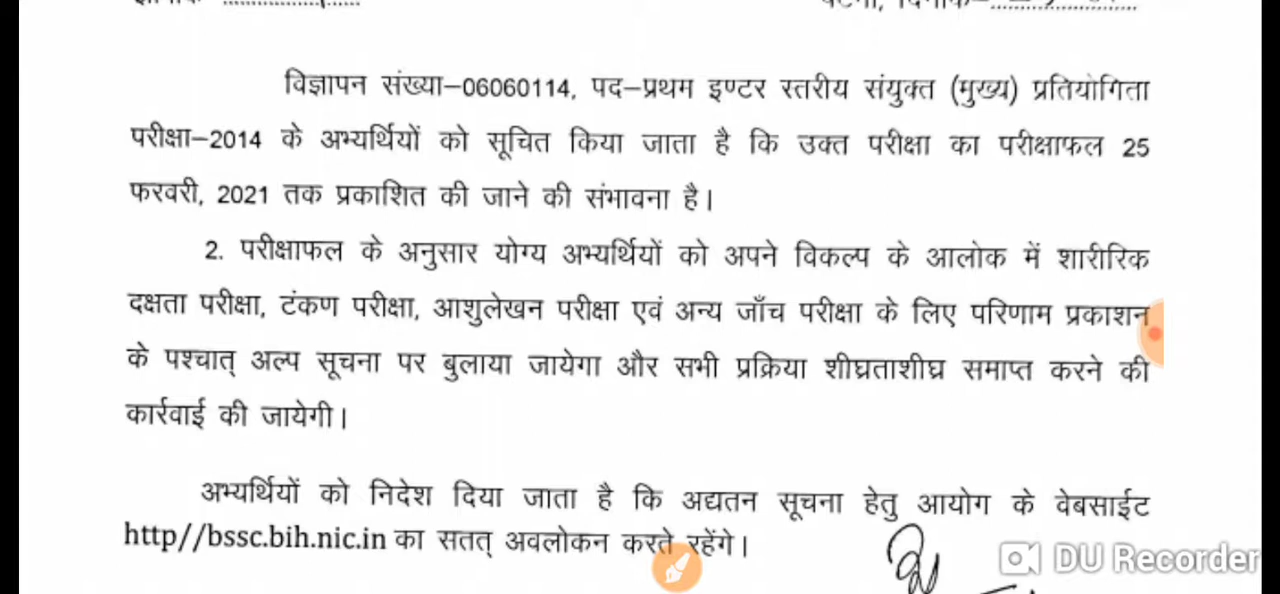 पटना, दिनांक-
विज्ञापन संख्या–06060114, पद–प्रथम इण्टर स्तरीय संयुक्त (मुख्य) प्रतियोगिता
परीक्षा–2014 के अभ्यर्थियों को सूचित किया जाता है कि उक्त परीक्षा का परीक्षाफल 25
फरवरी, 2021 तक प्रकाशित की जाने की संभावना है।
2. परीक्षाफल के अनुसार योग्य अभ्यर्थियों को अपने विकल्प के आलोक में शारीरिक
दक्षता परीक्षा, टंकण परीक्षा, आशुलेखन परीक्षा एवं अन्य जाँच परीक्षा के लिए परिणाम प्रकाशन
के पश्चात् अल्प सूचना पर बुलाया जायेगा और सभी प्रक्रिया शीघ्रताशीघ्र समाप्त करने की
कार्रवाई की जायेगी।
अभ्यर्थियों को निदेश दिया जाता है कि अद्यतन सूचना हेतु आयोग के वेबसाईट
http//bssc.bih.nic.in का सतत् अवलोकन करते रहेंगे।
DU Recorder